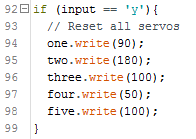 92 if (input == 'y'){
93 // Reset all servos
94 one.write(90);
95 two.write(180);
96 three.write(100);
97 four.write(50);
98 five.write(100);
99 }